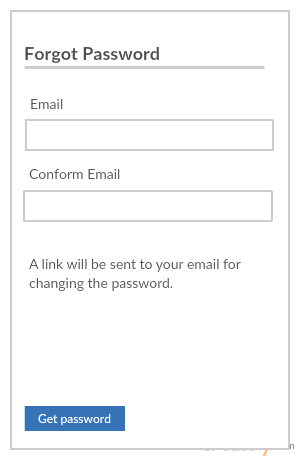 Forgot Password
Email
Conform Email
A link will be sent to your email for
changing the password.
Get password